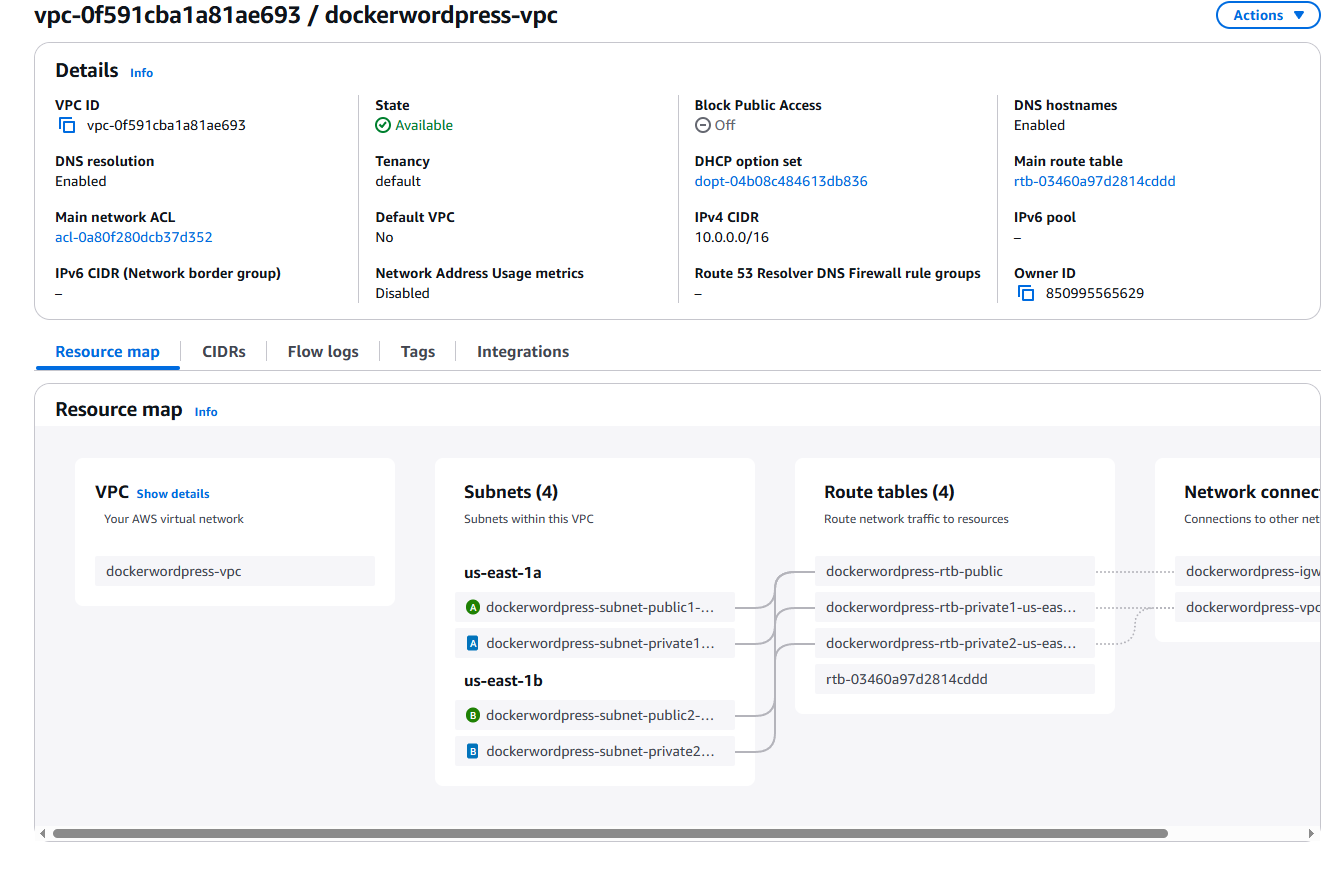 vpc-0f591cba1a81ae693 / dockerwordpress-vpc
Actions
Details Info
VPC ID
vpc-0f591cba1a81ae693
State
Available
Block Public Access
Off
DNS hostnames
Enabled
DNS resolution
Enabled
Tenancy
default
DHCP option set
dopt-04b08c484613db836
Main route table
rtb-03460a97d2814cddd
Main network ACL
acl-0a80f280dcb37d352
Default VPC
No
IPv4 CIDR
10.0.0.0/16
IPv6 pool
–
IPv6 CIDR (Network border group)
–
Network Address Usage metrics
Disabled
Route 53 Resolver DNS Firewall rule groups
–
Owner ID
850995565629
Resource map
CIDRs
Flow logs
Tags
Integrations
Resource map Info
VPC Show details
Your AWS virtual network
dockerwordpress-vpc
Subnets (4)
Subnets within this VPC
us-east-1a
A dockerwordpress-subnet-public1-...
A dockerwordpress-subnet-private1...
us-east-1b
B dockerwordpress-subnet-public2-...
B dockerwordpress-subnet-private2...
Route tables (4)
Route network traffic to resources
dockerwordpress-rtb-public
dockerwordpress-rtb-private1-us-eas...
dockerwordpress-rtb-private2-us-eas...
rtb-03460a97d2814cddd
Network connec
Connections to other net
dockerwordpress-igw
dockerwordpress-vpc